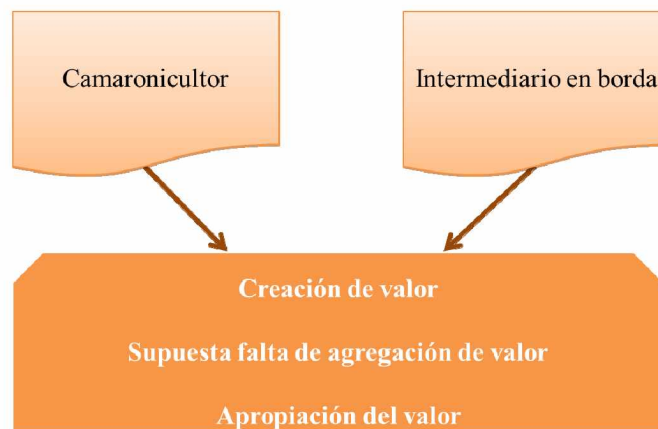 Camaronicultor
Intermediario en borda
Creación de valor
Supuesta falta de agregación de valor
Apropiación del valor